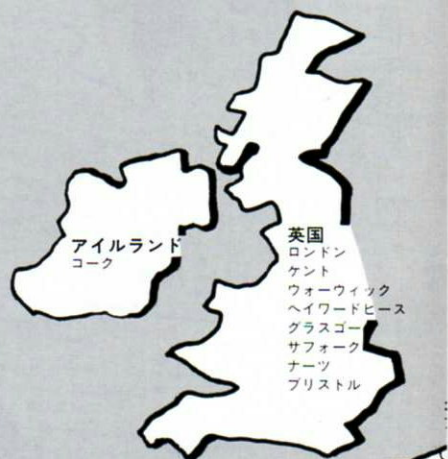 アイルランド
コーク
英国
ロンドン
ケント
ウォーウィック
ヘイワードヒース
グラスゴー
サフォーク
ナーツ
ブリストル